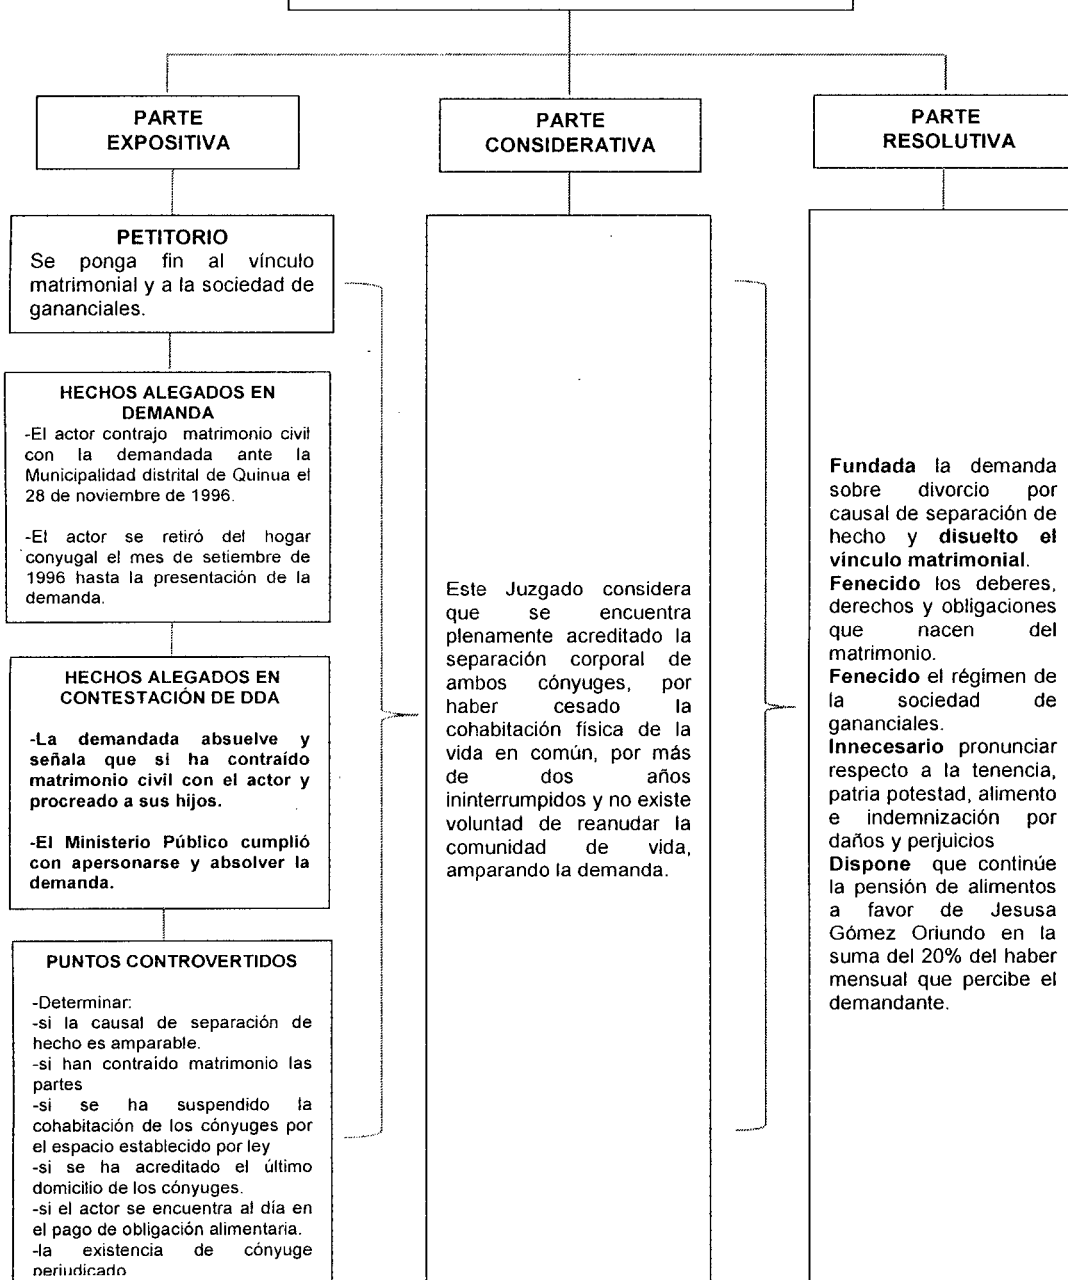 PARTE
EXPOSITIVA
PETITORIO
Se ponga fin al vínculo
matrimonial y a la sociedad de
gananciales.
HECHOS ALEGADOS EN
DEMANDA
-El actor contrajo matrimonio civil
con la demandada ante la
Municipalidad distrital de Quinua el
28 de noviembre de 1996.
-El actor se retiró del hogar
conyugal el mes de setiembre de
1996 hasta la presentación de la
demanda.
HECHOS ALEGADOS EN
CONTESTACIÓN DE DDA
-La demandada absuelve y
señala que si ha contraído
matrimonio civil con el actor y
procreado a sus hijos.
-El Ministerio Público cumplió
con apersonarse y absolver la
demanda.
PUNTOS CONTROVERTIDOS
-Determinar:
-si la causal de separación de
hecho es amparable.
-si han contraído matrimonio las
partes
-si se ha suspendido la
cohabitación de los cónyuges por
el espacio establecido por ley
-si se ha acreditado el último
domicilio de los cónyuges.
-si el actor se encuentra al día en
el pago de obligación alimentaria.
-la existencia de cónyuge
perjudicado
PARTE
CONSIDERATIVA
Este Juzgado considera
que se encuentra
plenamente acreditado la
separación corporal de
ambos cónyuges, por
haber cesado la
cohabitación física de la
vida en común, por más
de dos años
ininterrumpidos y no existe
voluntad de reanudar la
comunidad de vida,
amparando la demanda.
PARTE
RESOLUTIVA
Fundada la demanda
sobre divorcio por
causal de separación de
hecho y disuelto el
vínculo matrimonial.
Fenecido los deberes,
derechos y obligaciones
que nacen del
matrimonio.
Fenecido el régimen de
la sociedad de
gananciales.
Innecesario pronunciar
respecto a la tenencia,
patria potestad, alimento
e indemnización por
daños y perjuicios
Dispone que continúe
la pensión de alimentos
a favor de Jesusa
Gómez Oriundo en la
suma del 20% del haber
mensual que percibe el
demandante.